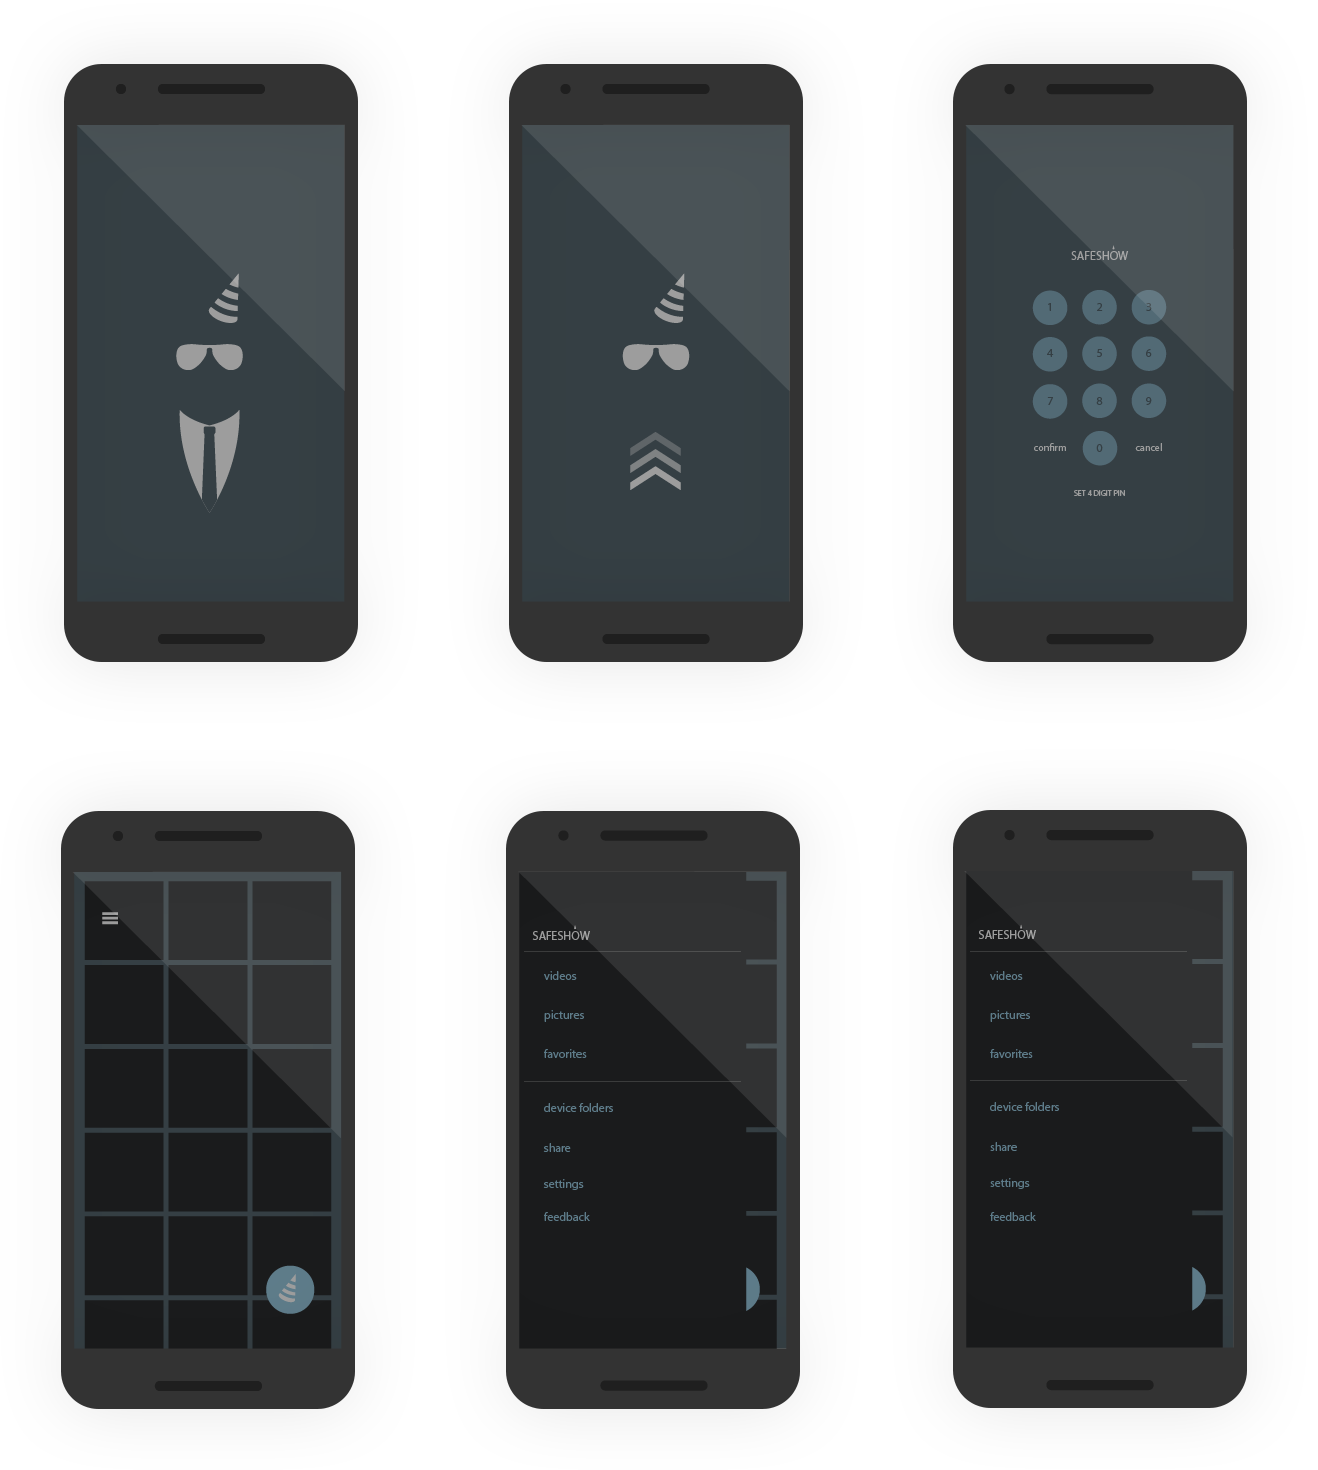 SAFESHOW
1 2 3
4 5 6
7 8 9
confirm 0 cancel
SET 4 DIGIT PIN
SAFESHOW
videos
pictures
favorites
device folders
share
settings
feedback
SAFESHOW
videos
pictures
favorites
device folders
share
settings
feedback